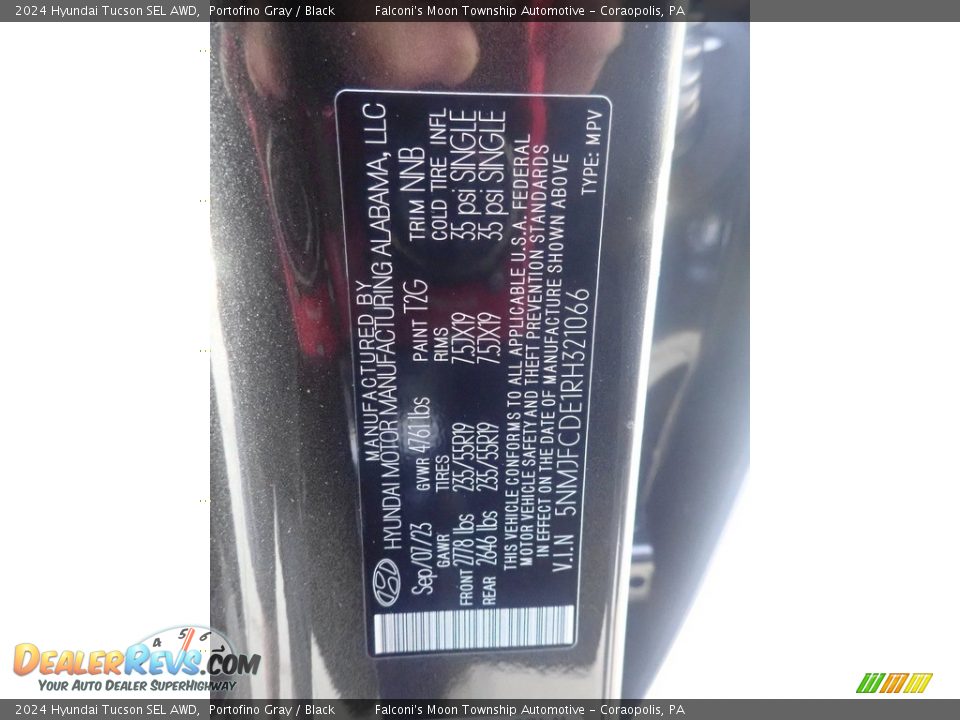 2024 Hyundai Tucson SEL AWD, Portofino Gray / Black Falconi's Moon Township Automotive - Coraopolis, PA
MANUFACTURED BY
HYUNDAI MOTOR MANUFACTURING ALABAMA, LLC
Sep/07/23 GVWR 4761 lbs PAINT T2G TRIM NNB
GAWR TIRES RIMS COLD TIRE INFL
FRONT 2778 lbs 235/55R19 7.5JX19 35 psi SINGLE
REAR 2646 lbs 235/55R19 7.5JX19 35 psi SINGLE
THIS VEHICLE CONFORMS TO ALL APPLICABLE U.S.A. FEDERAL
MOTOR VEHICLE SAFETY AND THEFT PREVENTION STANDARDS
IN EFFECT ON THE DATE OF MANUFACTURE SHOWN ABOVE
V.I.N 5NMJFCDE1RH321066
TYPE: MPV
4 5 6
DEALERREVS.COM
YOUR AUTO DEALER SUPERHIGHWAY
2024 Hyundai Tucson SEL AWD, Portofino Gray / Black Falconi's Moon Township Automotive - Coraopolis, PA